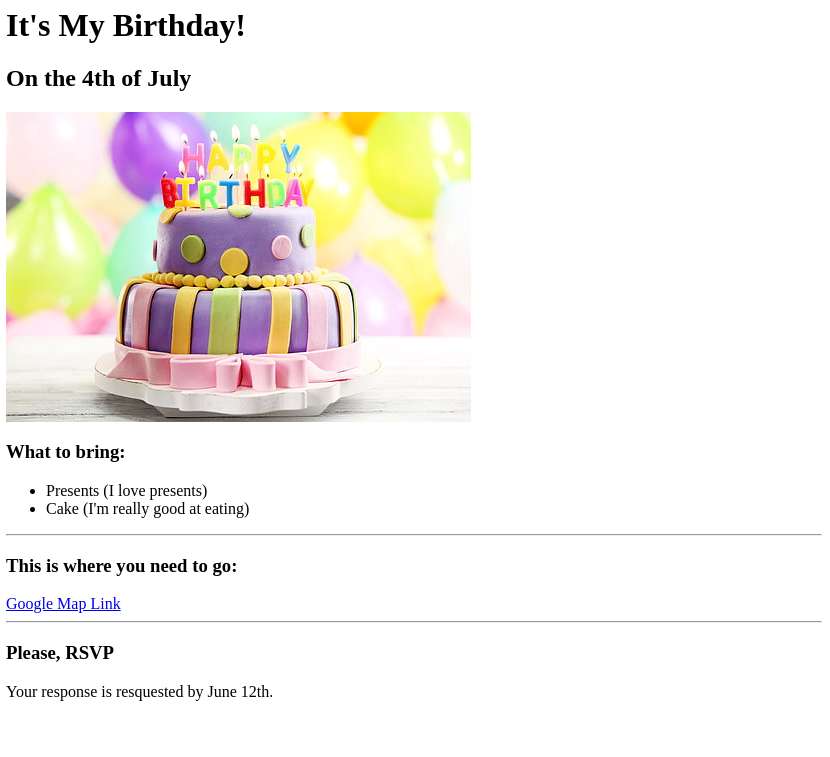 It's My Birthday!
On the 4th of July
HAPPY
BIRTHDAY
What to bring:
Presents (I love presents)
Cake (I'm really good at eating)
This is where you need to go:
Google Map Link
Please, RSVP
Your response is resquested by June 12th.